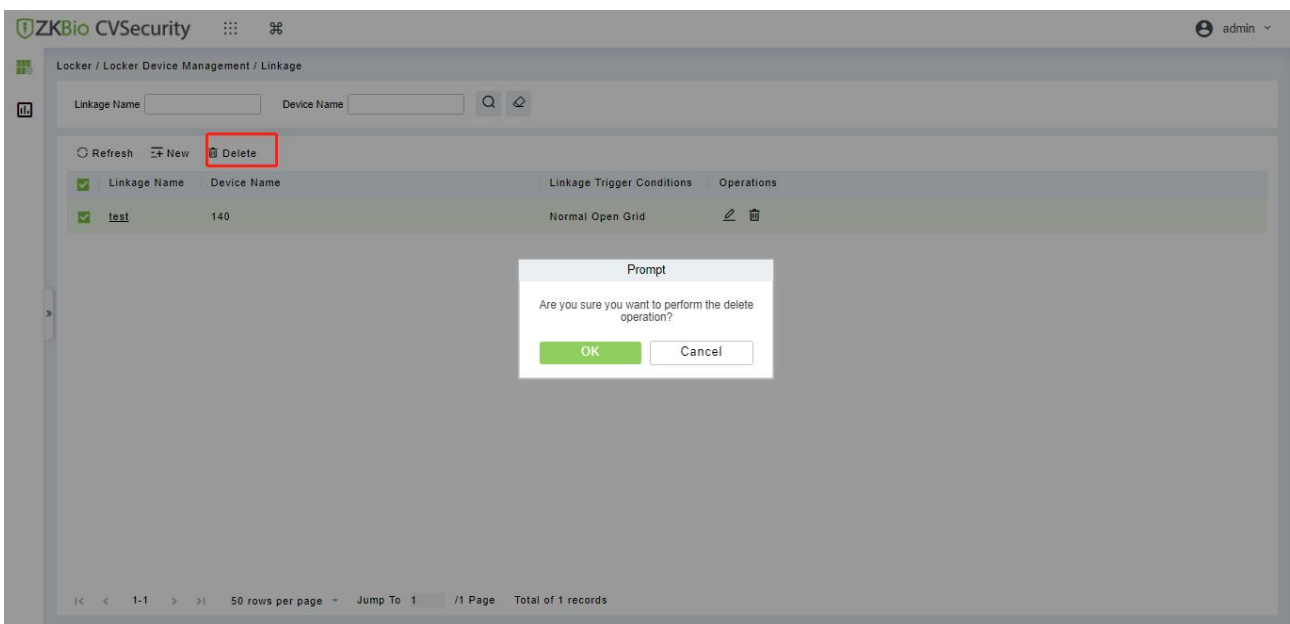 ZKBio CVSecurity admin
Locker / Locker Device Management / Linkage
Linkage Name Device Name
Refresh New Delete
Linkage Name Device Name Linkage Trigger Conditions Operations
test 140 Normal Open Grid
Prompt
Are you sure you want to perform the delete
operation?
OK Cancel
1-1 50 rows per page Jump To 1 /1 Page Total of 1 records